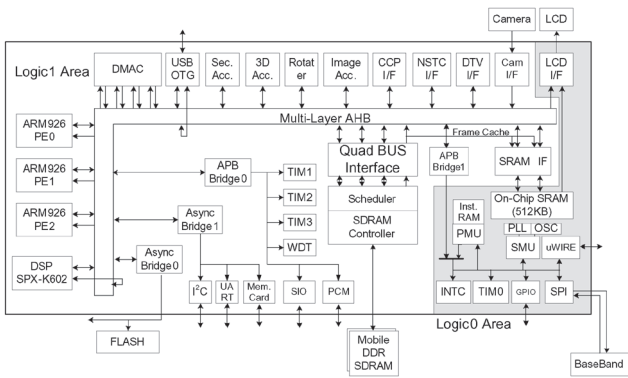 Camera
LCD
Logic1 Area
DMAC
USB
OTG
Sec.
Acc.
3D
Acc.
Rotat
er
Image
Acc.
CCP
I/F
NSTC
I/F
DTV
I/F
Cam
I/F
LCD
I/F
Multi-Layer AHB
ARM926
PE0
ARM926
PE1
ARM926
PE2
DSP
SPX-K602
Frame Cache
Quad BUS
Interface
APB
Bridge1
SRAM IF
APB
Bridge0
TIM1
TIM2
TIM3
WDT
Scheduler
SDRAM
Controller
On-Chip SRAM
(512KB)
Inst.
RAM
PMU
PLL
OSC
SMU
uWIRE
Async
Bridge1
Async
Bridge0
I²C
UA
RT
Mem.
Card
SIO
PCM
INTC
TIM0
GPIO
SPI
Logic0 Area
FLASH
Mobile
DDR
SDRAM
BaseBand